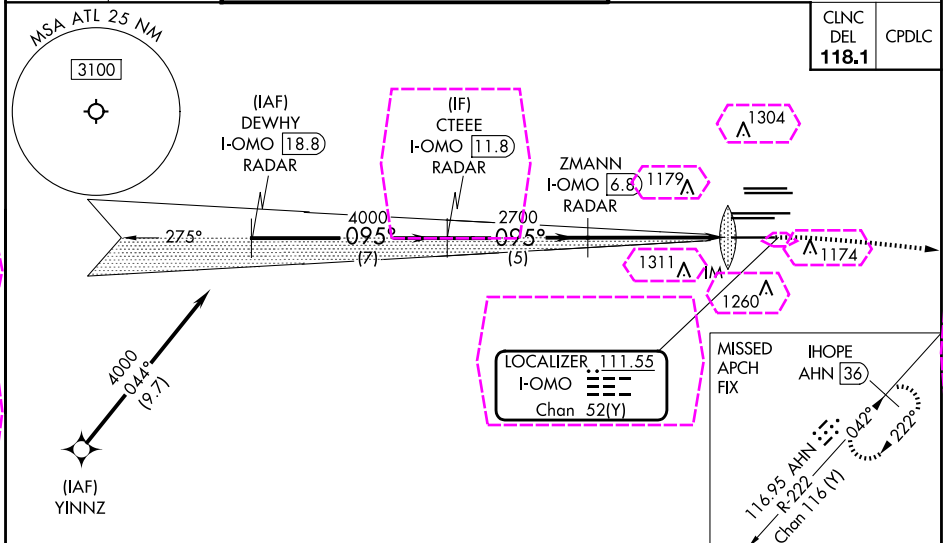 MSA ATL 25 NM
3100
CLNC
DEL
118.1
CPDLC
(IAF)
DEWHY
I-OMO 18.8
RADAR
(IF)
CTEEE
I-OMO 11.8
RADAR
ZMANN
I-OMO 6.8
RADAR
1304
1179
275°
4000
095°
(7)
2700
095°
(5)
1311
IM
1174
1260
4000
044°
(9.7)
(IAF)
YINNZ
LOCALIZER 111.55
I-OMO
Chan 52(Y)
MISSED
APCH
FIX
IHOPE
AHN 36
042°
222°
116.95 AHN
R-222
Chan 116 (Y)